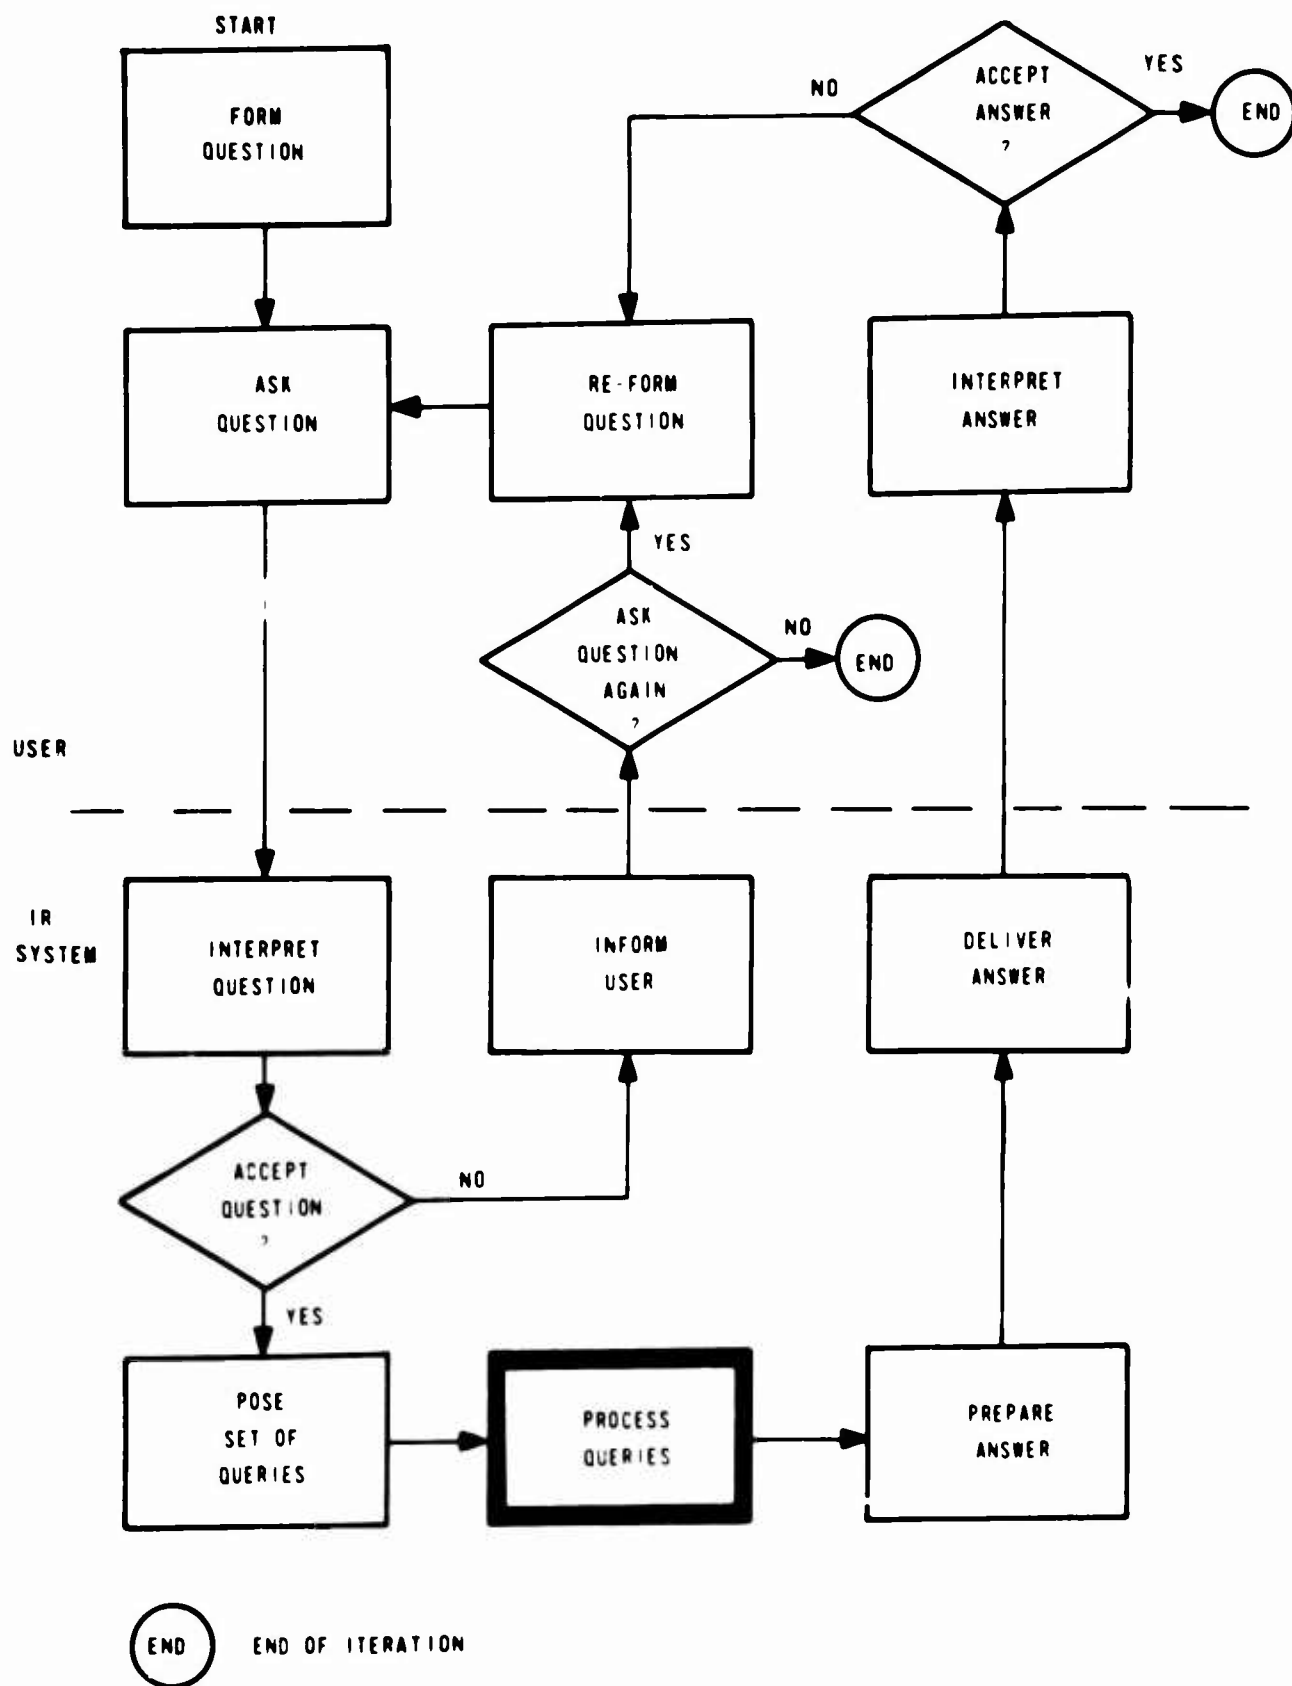 START
FORM
QUESTION
ASK
QUESTION
RE-FORM
QUESTION
YES
ASK
QUESTION
AGAIN
?
NO
END
NO
ACCEPT
ANSWER
?
YES
END
INTERPRET
ANSWER
USER
IR
SYSTEM
INTERPRET
QUESTION
INFORM
USER
DELIVER
ANSWER
ACCEPT
QUESTION
?
NO
YES
POSE
SET OF
QUERIES
PROCESS
QUERIES
PREPARE
ANSWER
END
END OF ITERATION